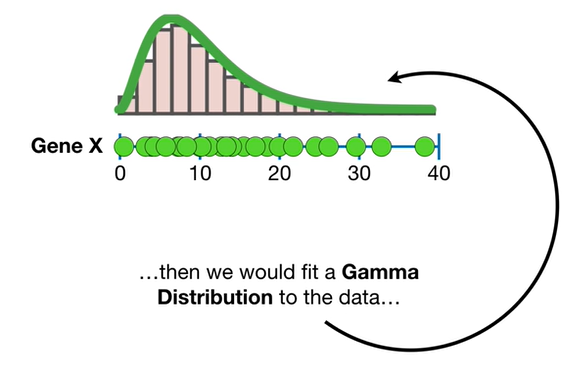 Gene X
0 10 20 30 40
…then we would fit a Gamma
Distribution to the data…